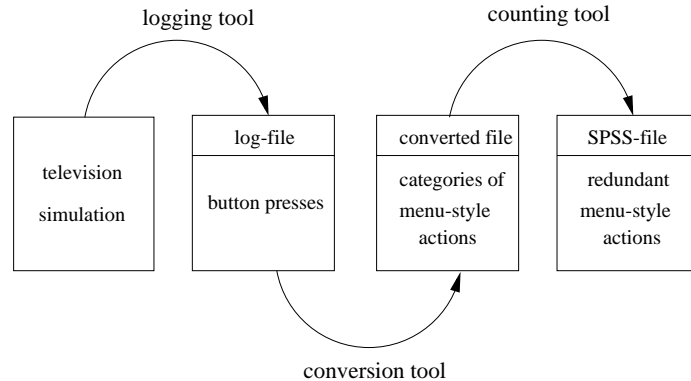 logging tool
counting tool
television
simulation
log-file
button presses
converted file
categories of
menu-style
actions
SPSS-file
redundant
menu-style
actions
conversion tool